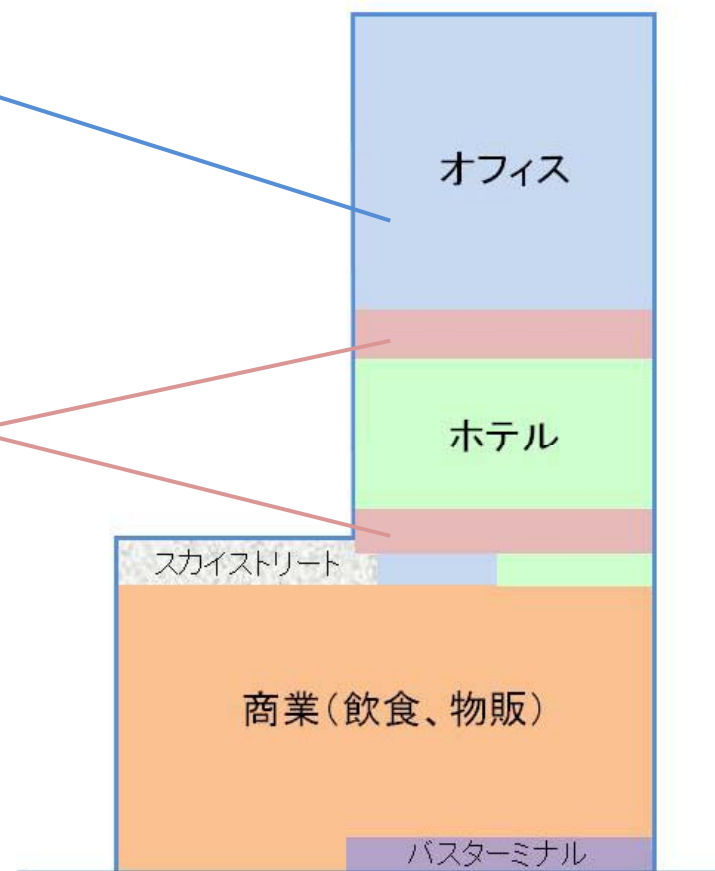 オフィス
ホテル
スカイストリート
商業（飲食、物販）
バスターミナル